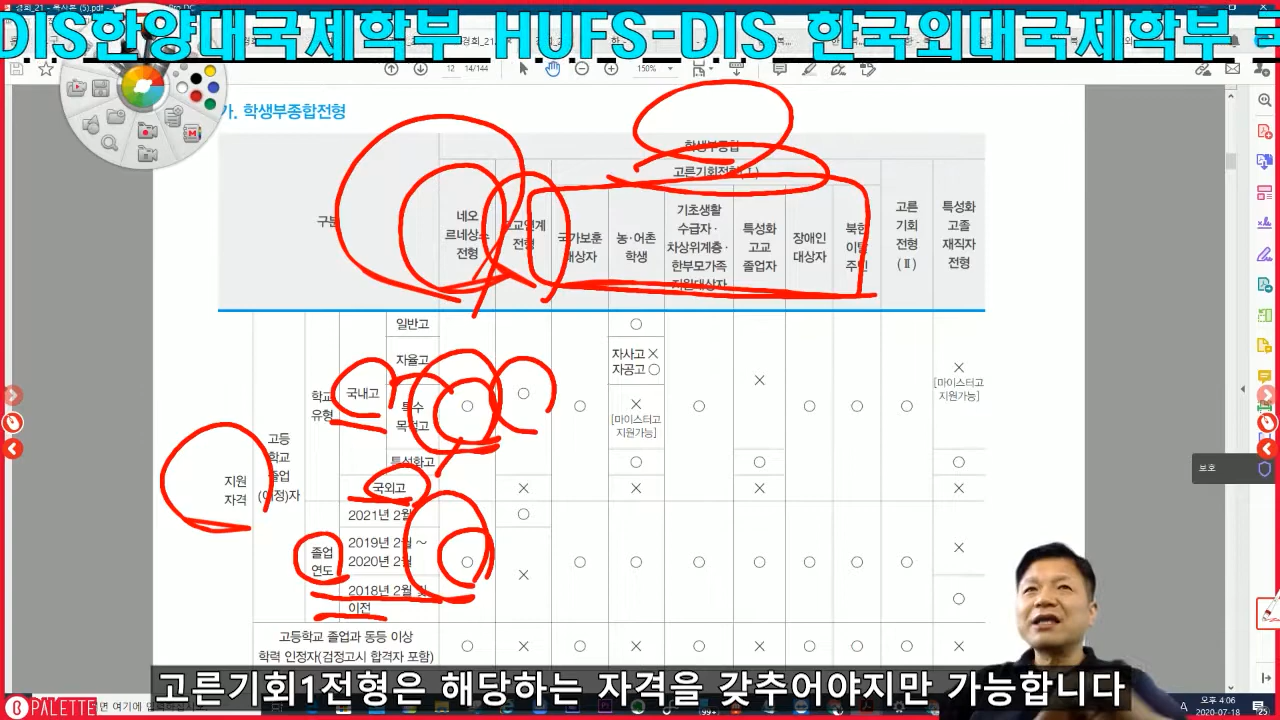 DIS한양대국제학부 HUFS-DIS 한국외대국제학부
12 14/144 150%
가. 학생부종합전형
학생부종합
고른기회전형(Ⅰ)
구분
네오
르네상스
전형
고교연계
전형
국가보훈
대상자
농·어촌
학생
기초생활
수급자·
차상위계층·
한부모가족
지원대상자
특성화
고교
졸업자
장애인
대상자
북한
이탈
주민
고른
기회
전형
(Ⅱ)
특성화
고졸
재직자
전형
지원
자격
고등
학교
졸업
(예정)자
학교
유형
국내고
일반고
○
자율고
자사고 ×
자공고 ○
특수
목적고
○ ○ ○
×
[마이스터고
지원가능]
○ × ○ ○ ○
×
[마이스터고
지원가능]
특성화고
○ ○ ○
국외고
× × × ×
졸업
연도
2021년 2월
○
2019년 2월 ~
2020년 2월
○ × ○ ○ ○ ○ ○ ○ ○ ×
2018년 2월 및
이전
○
고등학교 졸업과 동등 이상
학력 인정자(검정고시 합격자 포함)
○ × ○ × ○ × ○ ○ ○ ×
보호
고른기회1전형은 해당하는 자격을 갖추어야지만 가능합니다
PALETTE
오후 4:06
2020-07-18